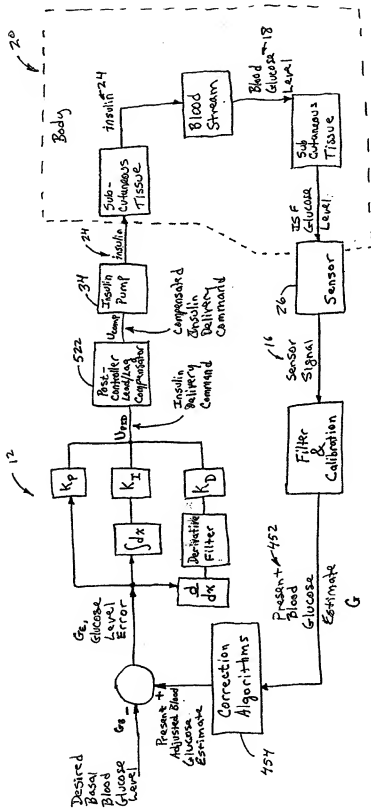 20
Body
insulin 24
Sub-
Cutaneous
Tissue
Blood
Stream
Blood
Glucose 18
Level
Sub
Cutaneous
Tissue
ISF
Glucose
Level
24
insulin
34
Insulin
Pump
UCOMP
Compensated
Insulin
Delivery
Command
522
Post-
Controller
Lead/Lag
Compensator
UPID
Insulin
Delivery
Command
26
Sensor
16
Sensor
Signal
12
KP
KI
KD
∫dx
Derivative
Filter
d/dx
Filter
&
Calibration
GE, Glucose
Level
Error
Present 452
Blood
Glucose
Estimate
G
Desired
Basal
Blood
Glucose
Level
GB -
+
Present
Adjusted Blood
Glucose
Estimate
Correction
Algorithms
454